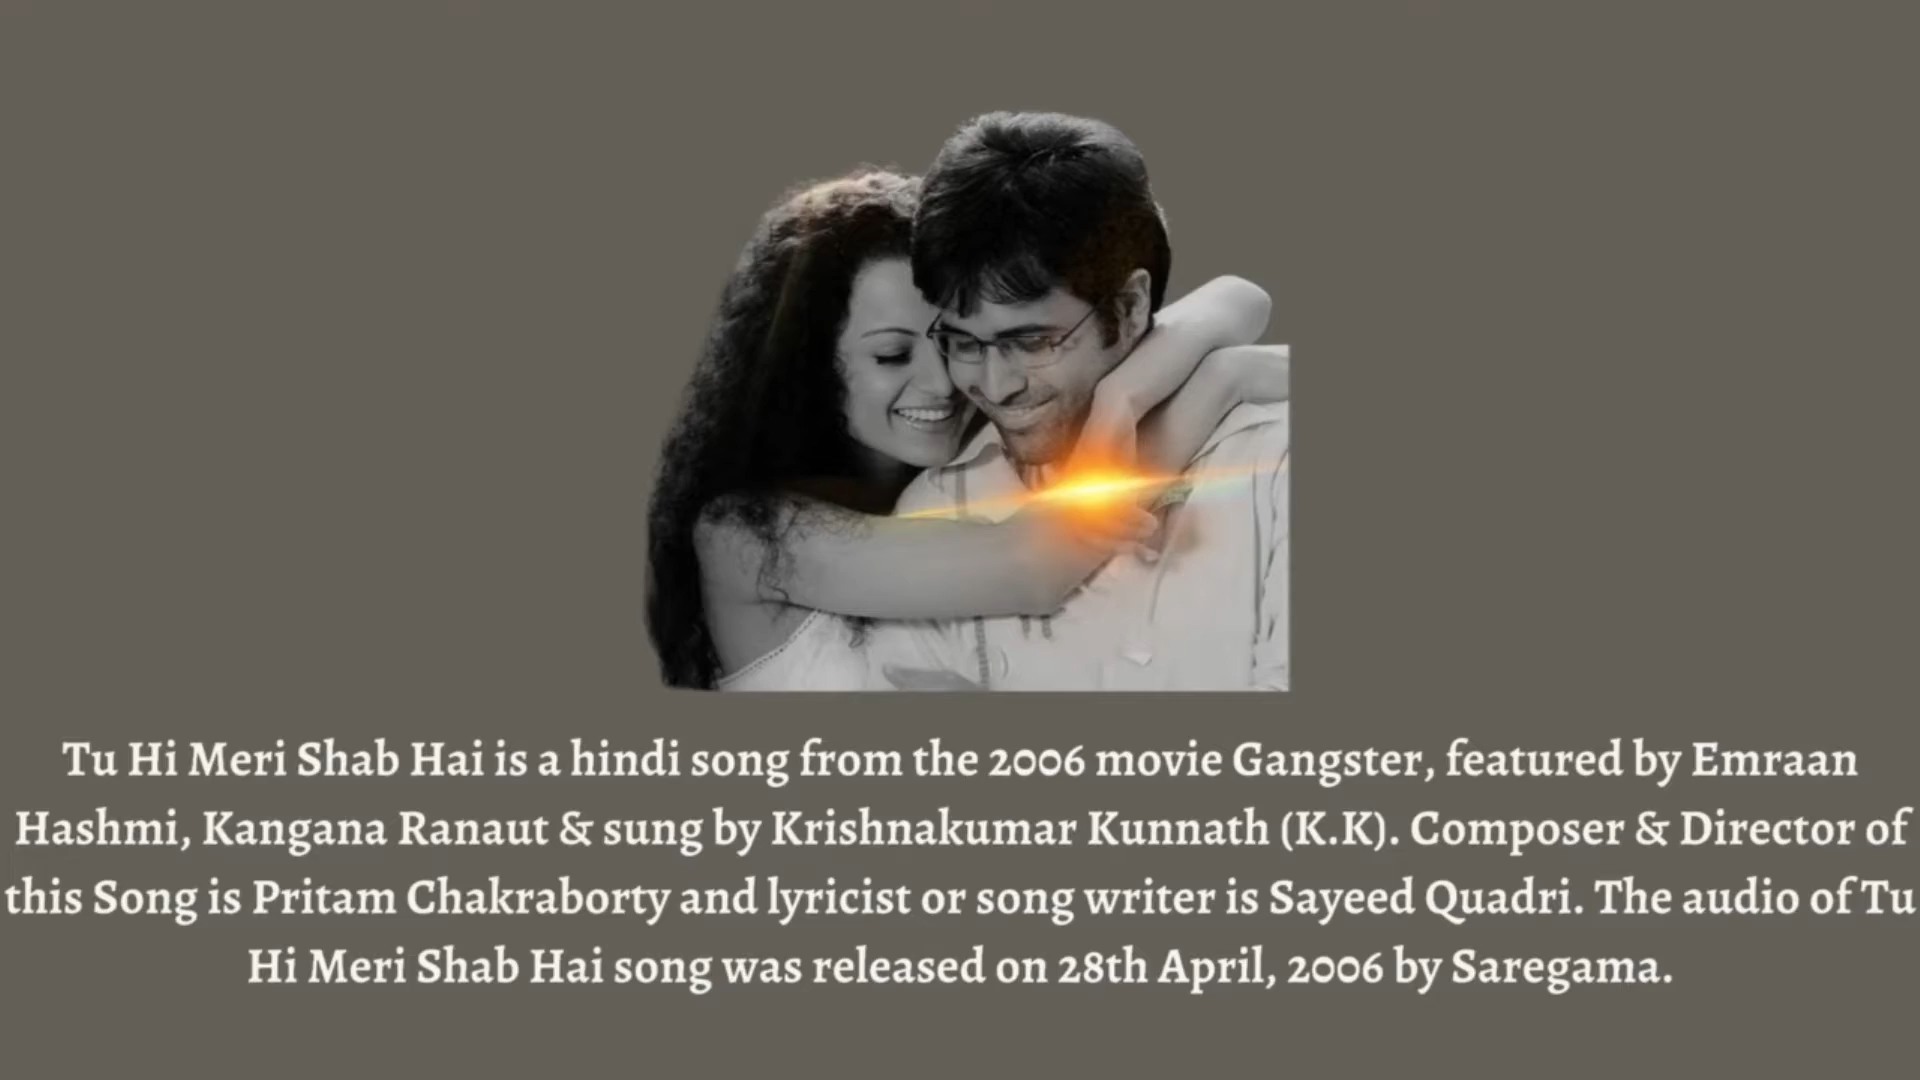 Tu Hi Meri Shab Hai is a hindi song from the 2006 movie Gangster, featured by Emraan
Hashmi, Kangana Ranaut & sung by Krishnakumar Kunnath (K.K). Composer & Director of
this Song is Pritam Chakraborty and lyricist or song writer is Sayeed Quadri. The audio of Tu
Hi Meri Shab Hai song was released on 28th April, 2006 by Saregama.